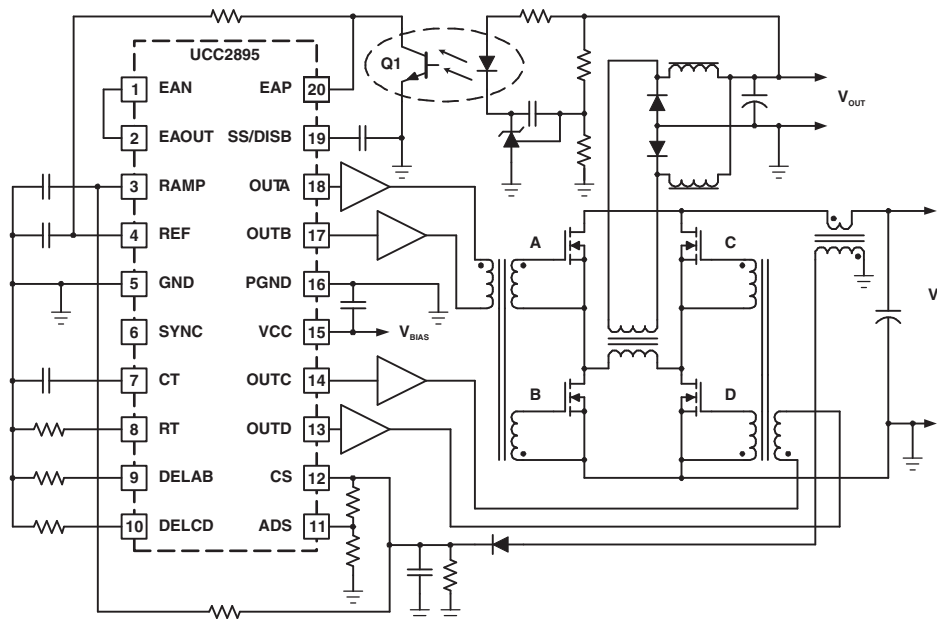 UCC2895
Q1
1 EAN EAP 20
2 EAOUT SS/DISB 19
3 RAMP OUTA 18
4 REF OUTB 17
5 GND PGND 16
6 SYNC VCC 15
7 CT OUTC 14
8 RT OUTD 13
9 DELAB CS 12
10 DELCD ADS 11
VBIAS
VOUT
A C
B D
V